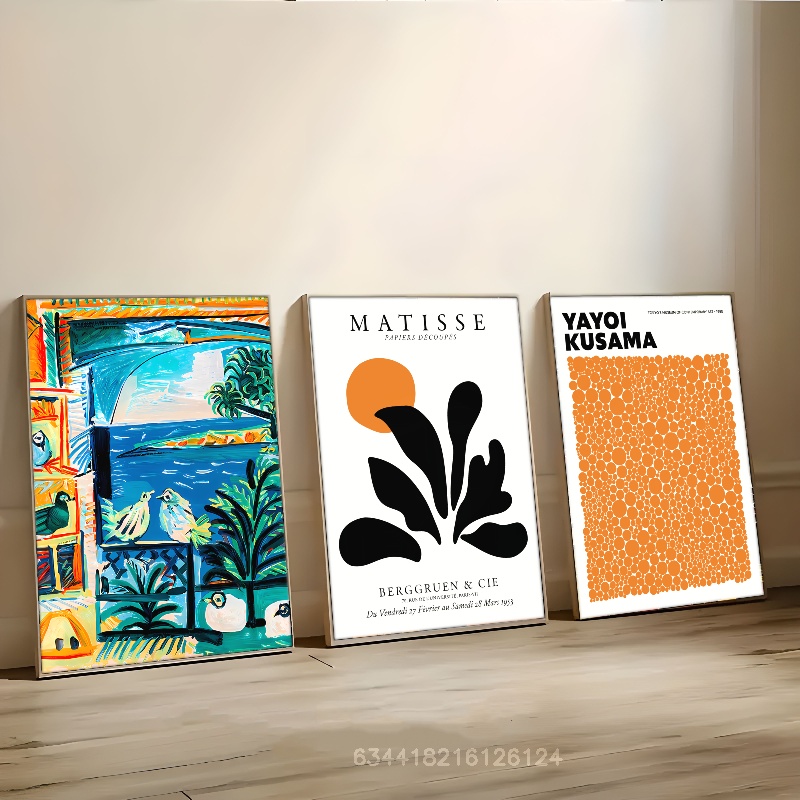 MATISSE
PAPIERS DÉCOUPÉS
BERGGRUEN & CIE
Du Vendredi 27 Février au Samedi 28 Mars 1953
YAYOI
KUSAMA
634418216126124